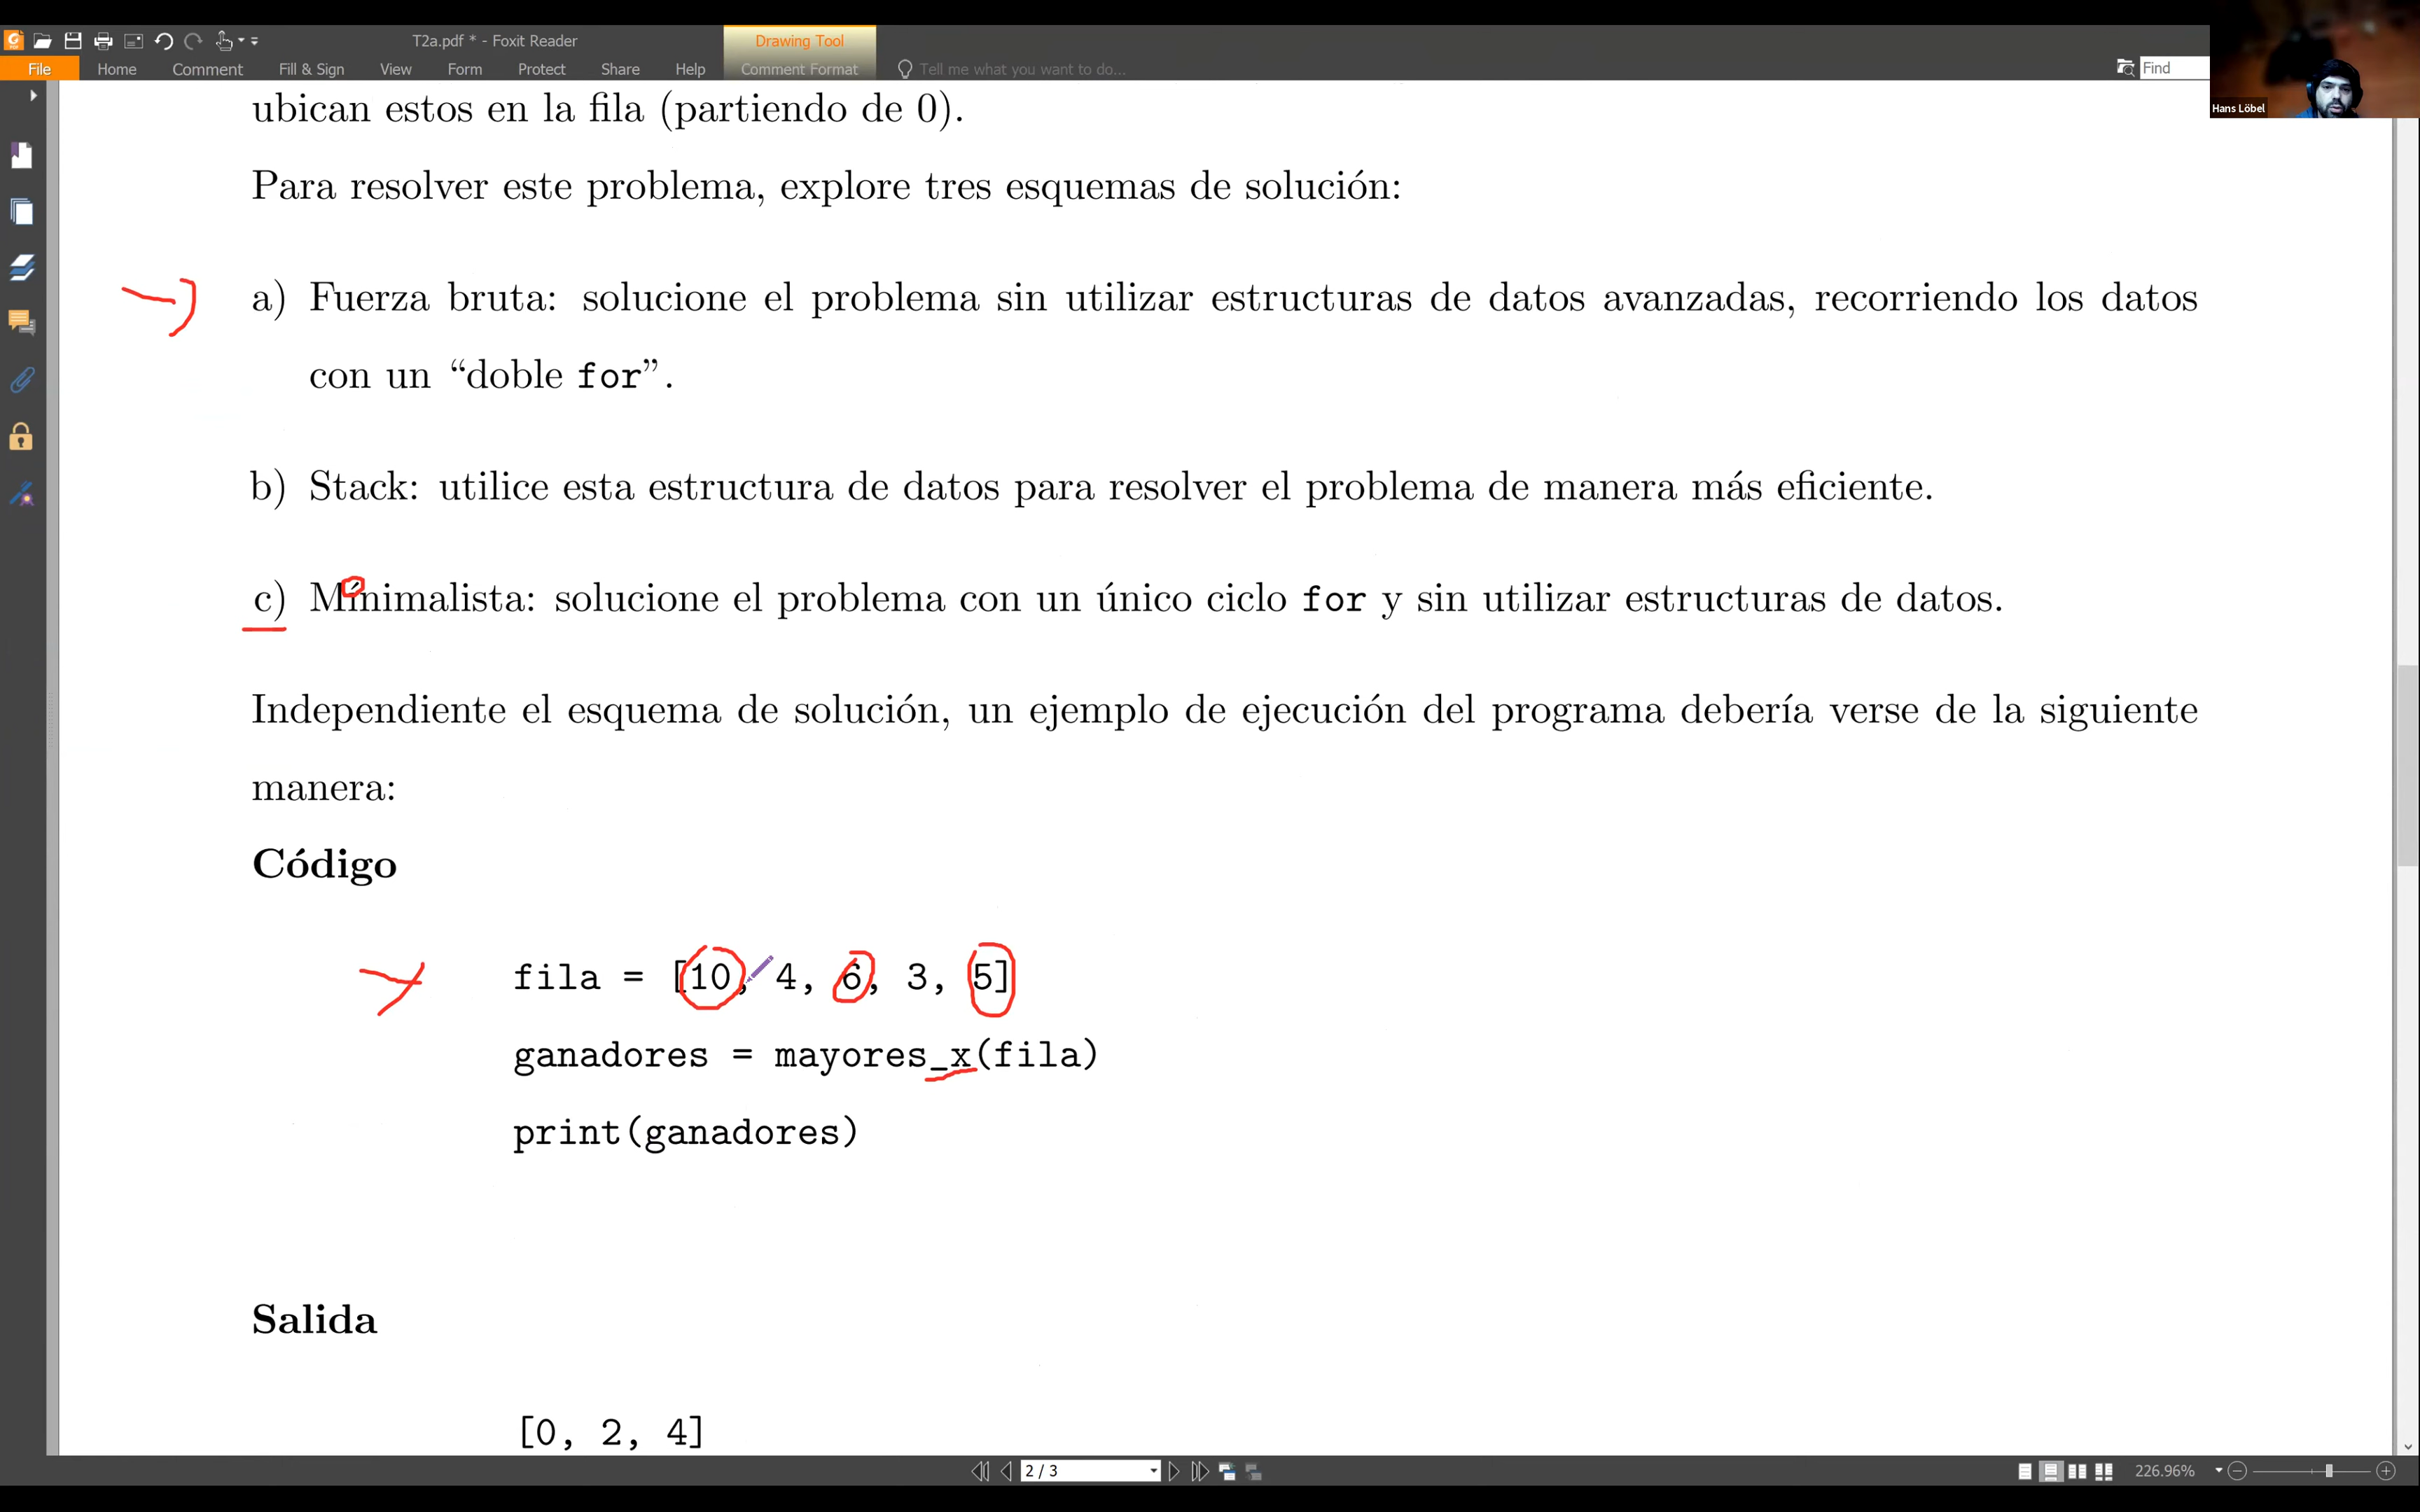 T2a.pdf * - Foxit Reader
Drawing Tool
File Home Comment Fill & Sign View Form Protect Share Help Comment Format Tell me what you want to do... Find
Hans Löbel
ubican estos en la fila (partiendo de 0).
Para resolver este problema, explore tres esquemas de solución:
a) Fuerza bruta: solucione el problema sin utilizar estructuras de datos avanzadas, recorriendo los datos
con un “doble for”.
b) Stack: utilice esta estructura de datos para resolver el problema de manera más eficiente.
c) Mínimalista: solucione el problema con un único ciclo for y sin utilizar estructuras de datos.
Independiente el esquema de solución, un ejemplo de ejecución del programa debería verse de la siguiente
manera:
Código
fila = [10, 4, 6, 3, 5]
ganadores = mayores_x(fila)
print(ganadores)
Salida
[0, 2, 4]
2 / 3
226.96%